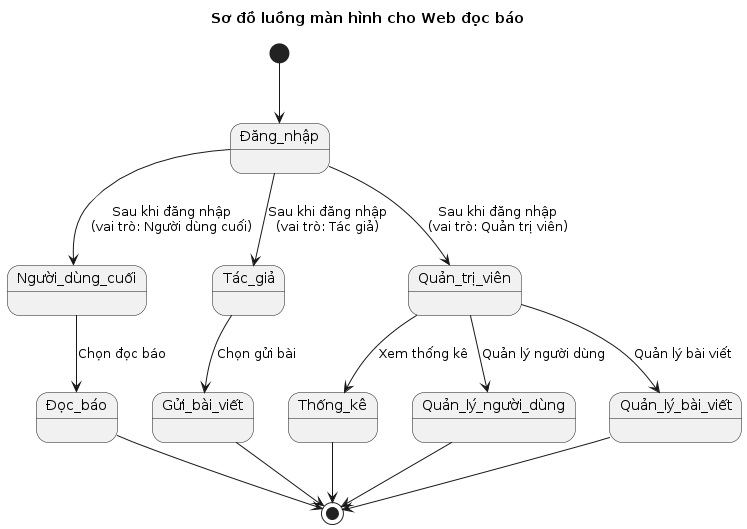 Sơ đồ luồng màn hình cho Web đọc báo
Đăng_nhập
Sau khi đăng nhập
(vai trò: Người dùng cuối)
Sau khi đăng nhập
(vai trò: Tác giả)
Sau khi đăng nhập
(vai trò: Quản trị viên)
Người_dùng_cuối
Tác_giả
Quản_trị_viên
Chọn đọc báo
Chọn gửi bài
Xem thống kê
Quản lý người dùng
Quản lý bài viết
Đọc_báo
Gửi_bài_viết
Thống_kê
Quản_lý_người_dùng
Quản_lý_bài_viết